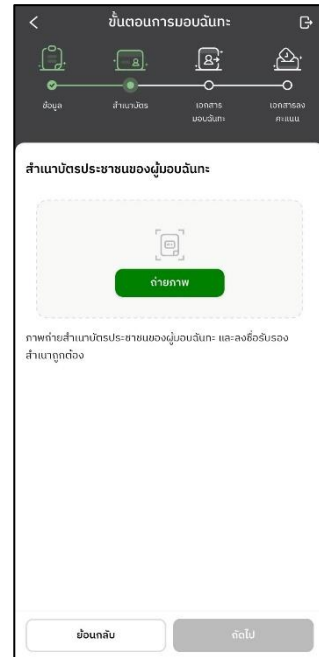 ขั้นตอนการมอบฉันทะ
ข้อมูล
สำเนาบัตร
เอกสาร
มอบฉันทะ
เอกสารลง
คะแนน
สำเนาบัตรประชาชนของผู้มอบฉันทะ
ถ่ายภาพ
ภาพถ่ายสำเนาบัตรประชาชนของผู้มอบฉันทะ และลงชื่อรับรอง
สำเนาถูกต้อง
ย้อนกลับ
ถัดไป